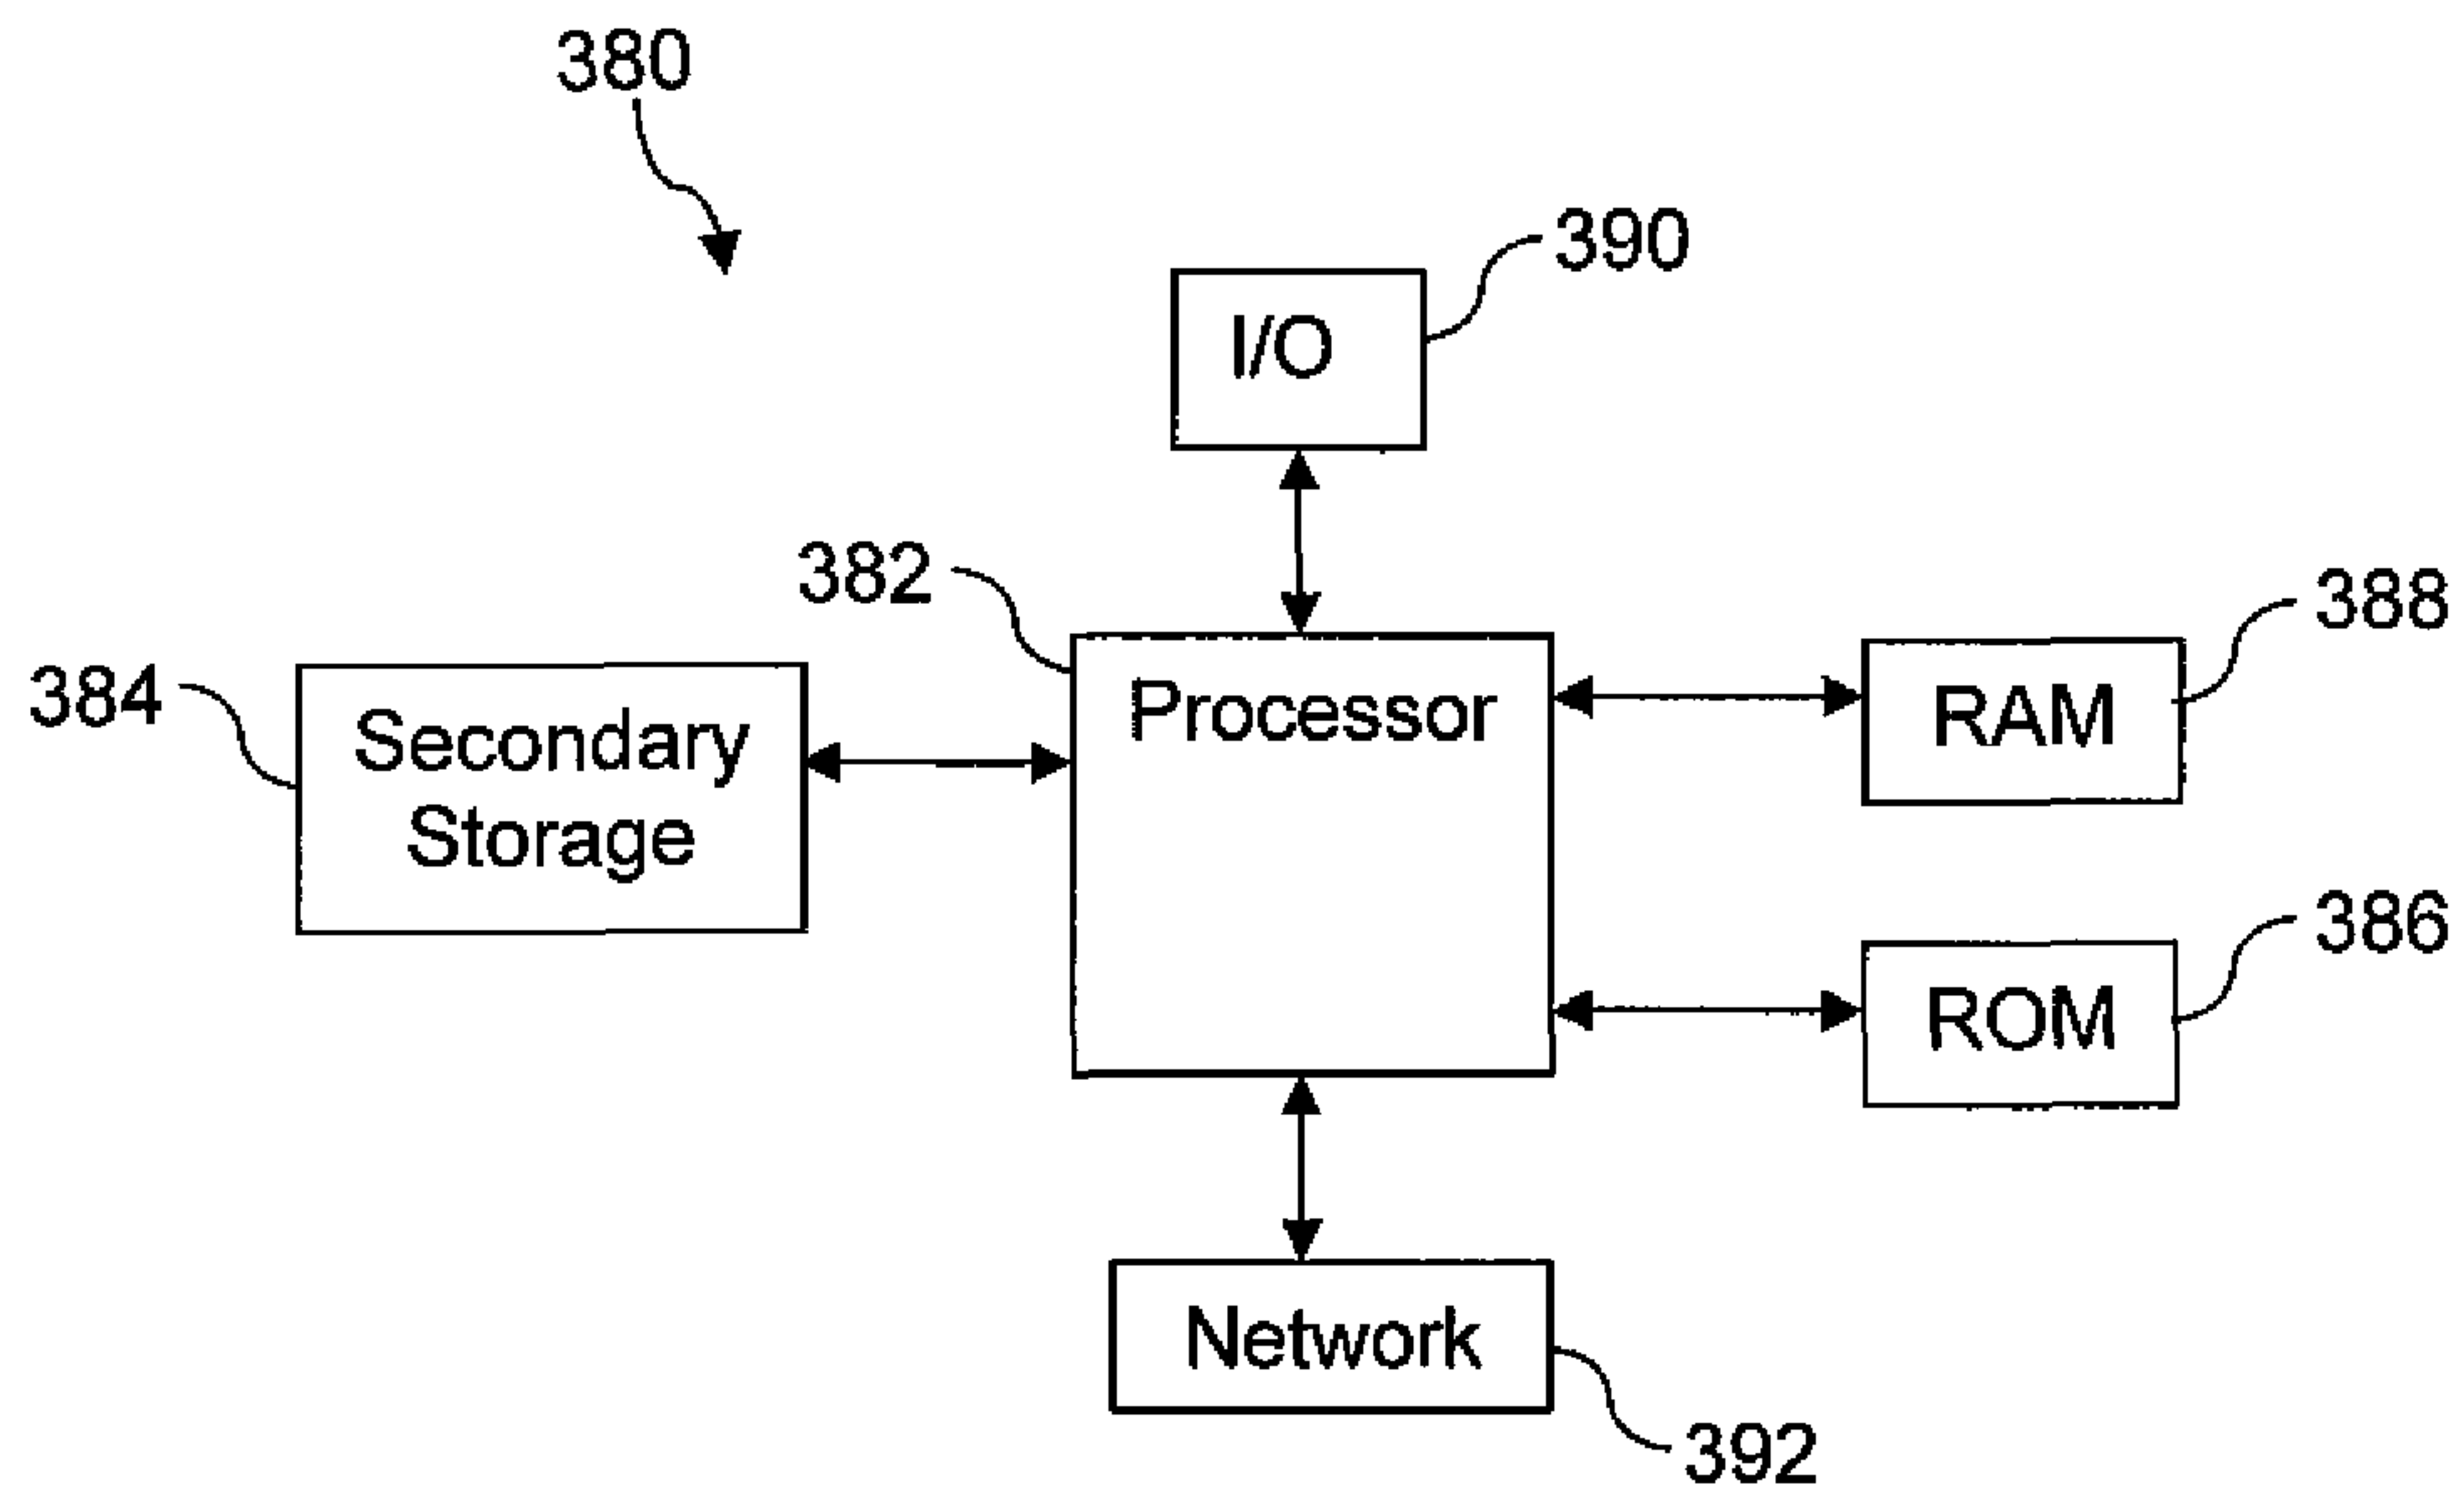 380
390
I/O
382
388
384
Secondary
Storage
Processor
RAM
386
ROM
Network
392